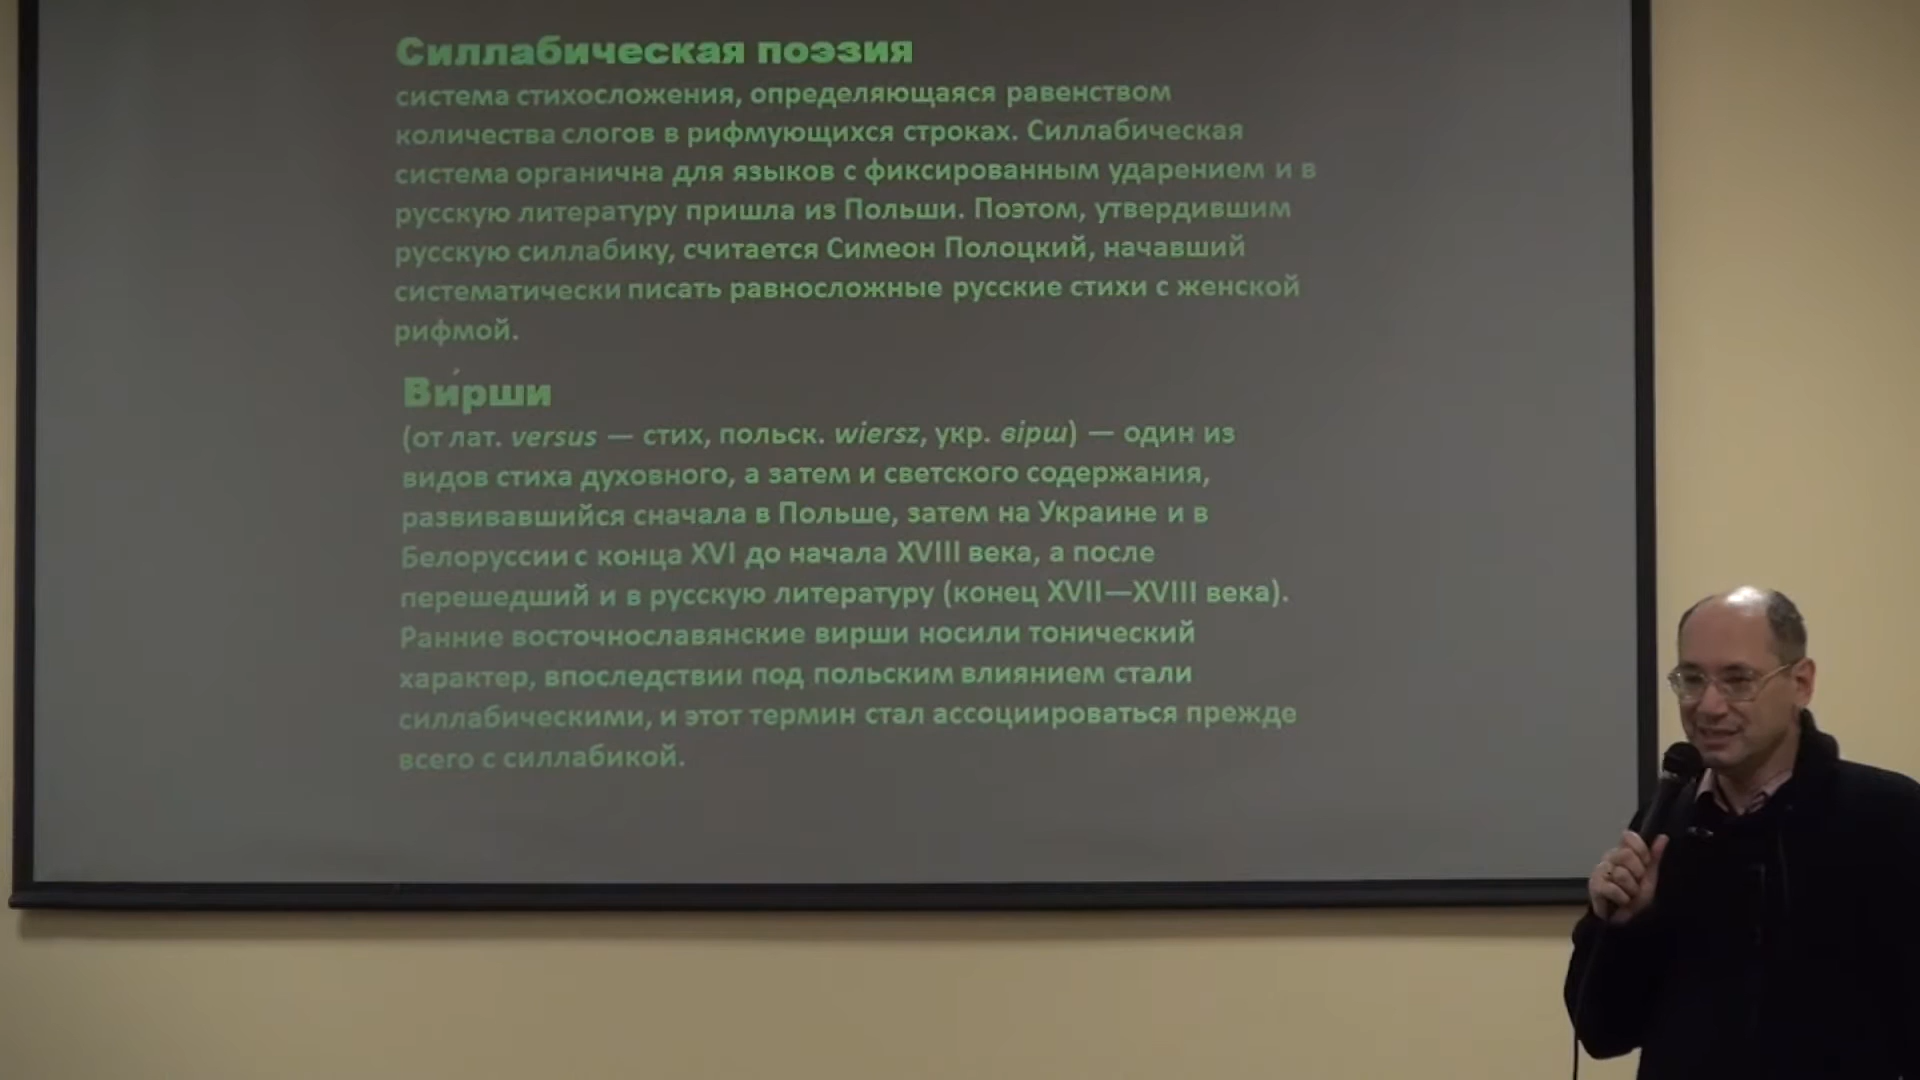 Силлабическая поэзия
система стихосложения, определяющаяся равенством
количества слогов в рифмующихся строках. Силлабическая
система органична для языков с фиксированным ударением и в
русскую литературу пришла из Польши. Поэтом, утвердившим
русскую силлабику, считается Симеон Полоцкий, начавший
систематически писать равносложные русские стихи с женской
рифмой.
Ви́рши
(от лат. versus — стих, польск. wiersz, укр. вірш) — один из
видов стиха духовного, а затем и светского содержания,
развивавшийся сначала в Польше, затем на Украине и в
Белоруссии с конца XVI до начала XVIII века, а после
перешедший и в русскую литературу (конец XVII—XVIII века).
Ранние восточнославянские вирши носили тонический
характер, впоследствии под польским влиянием стали
силлабическими, и этот термин стал ассоциироваться прежде
всего с силлабикой.